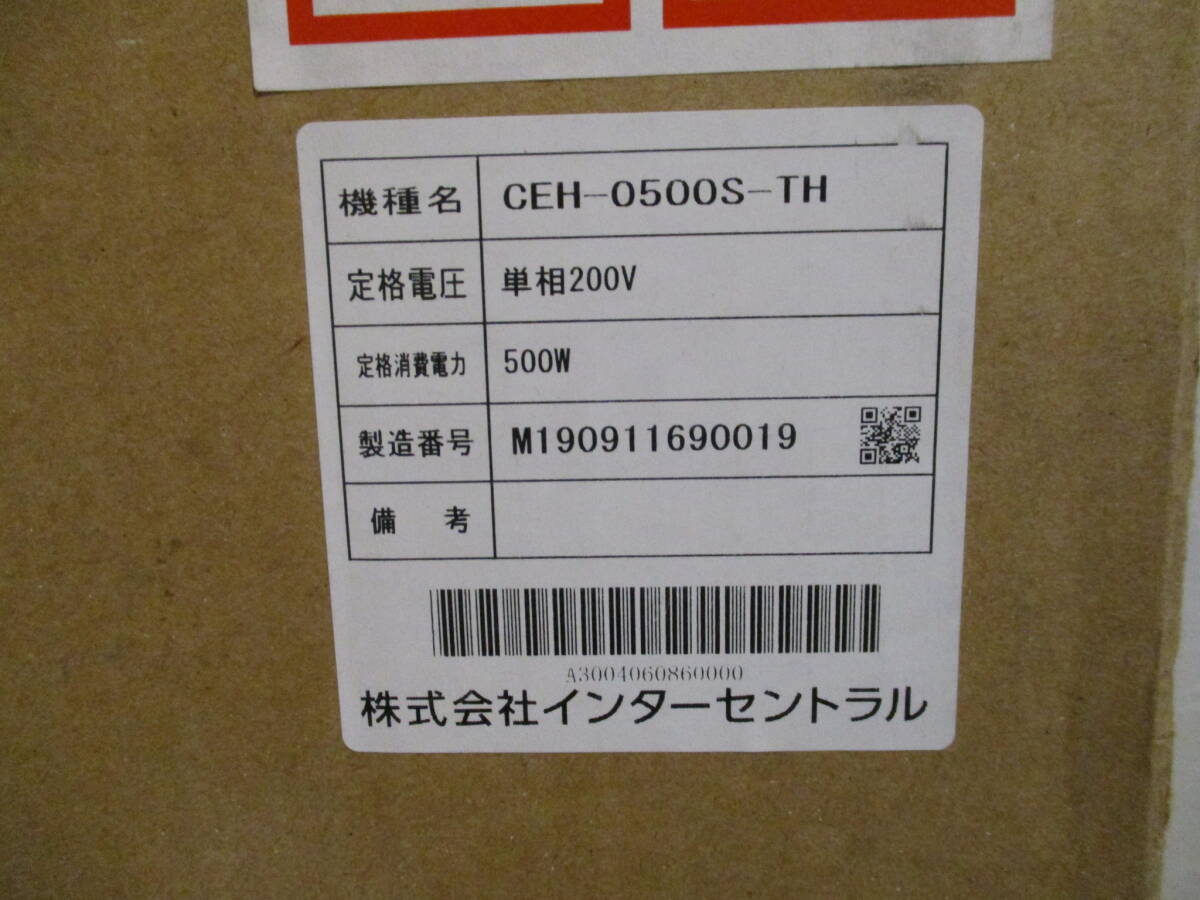 機種名 CEH-0500S-TH
定格電圧 単相200V
定格消費電力 500W
製造番号 M190911690019
備 考
A3004060860000
株式会社インターセントラル